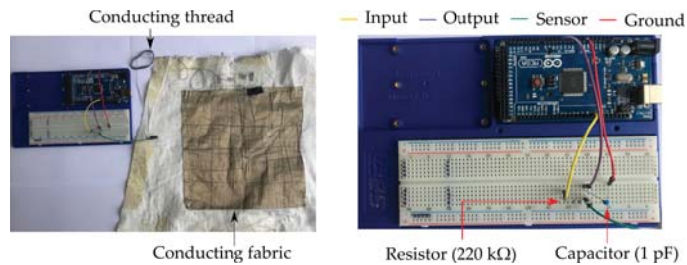 Conducting thread
Conducting fabric
Input
Output
Sensor
Ground
Resistor (220 kΩ)
Capacitor (1 pF)